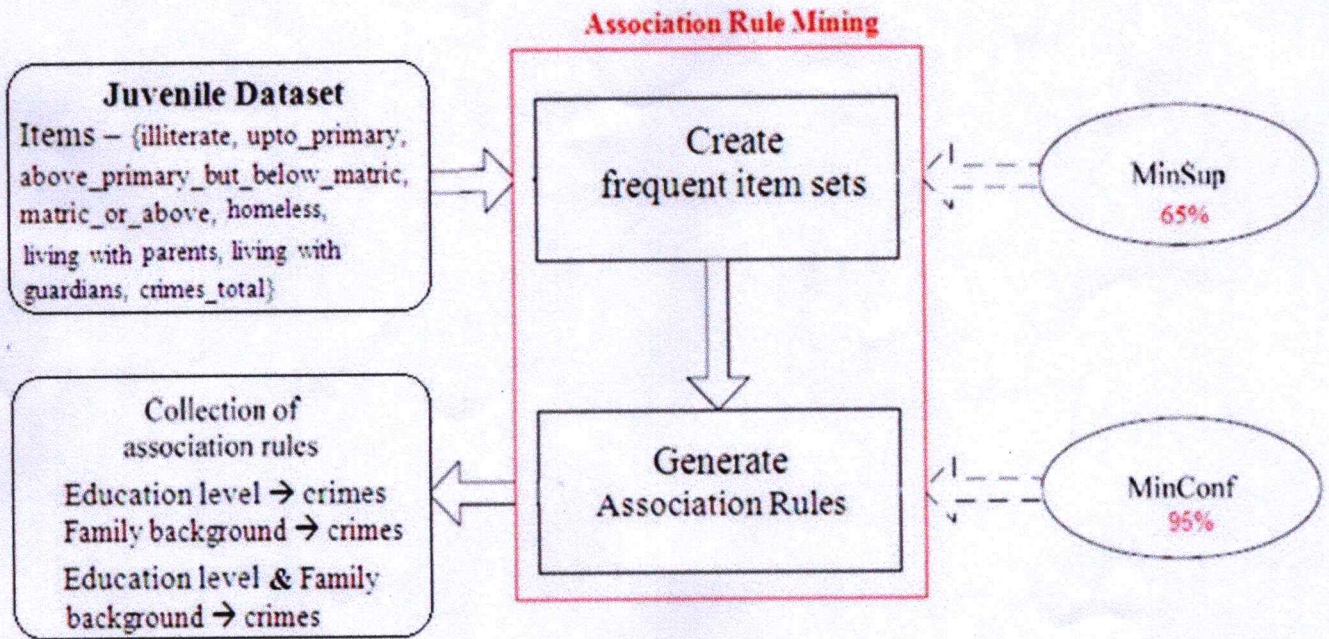 Association Rule Mining
Juvenile Dataset
Items – {illiterate, upto_primary,
above_primary_but_below_matric,
matric_or_above, homeless,
living with parents, living with
guardians, crimes_total}
Create
frequent item sets
MinSup
65%
Collection of
association rules
Education level → crimes
Family background → crimes
Education level & Family
background → crimes
Generate
Association Rules
MinConf
95%